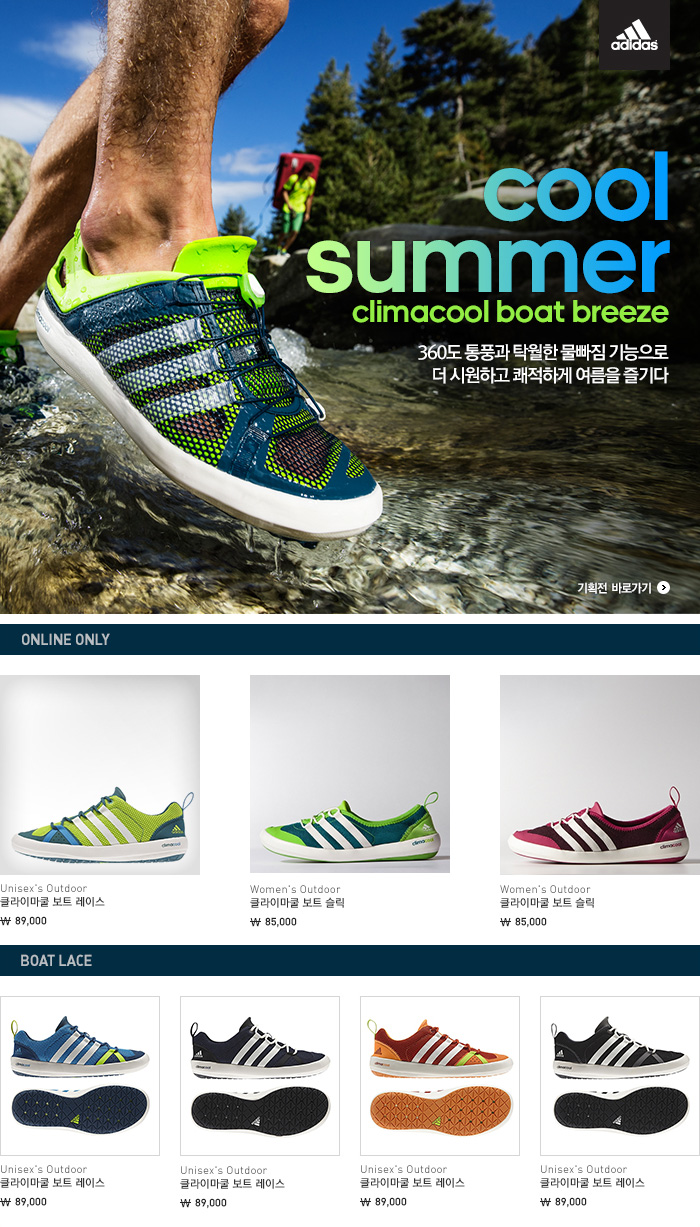 adidas
cool
summer
climacool boat breeze
360도 통풍과 탁월한 물빠짐 기능으로
더 시원하고 쾌적하게 여름을 즐기다
기획전 바로가기
ONLINE ONLY
Unisex's Outdoor
클라이마쿨 보트 레이스
₩ 89,000
Women's Outdoor
클라이마쿨 보트 슬릭
₩ 85,000
Women's Outdoor
클라이마쿨 보트 슬릭
₩ 85,000
BOAT LACE
Unisex's Outdoor
클라이마쿨 보트 레이스
₩ 89,000
Unisex's Outdoor
클라이마쿨 보트 레이스
₩ 89,000
Unisex's Outdoor
클라이마쿨 보트 레이스
₩ 89,000
Unisex's Outdoor
클라이마쿨 보트 레이스
₩ 89,000